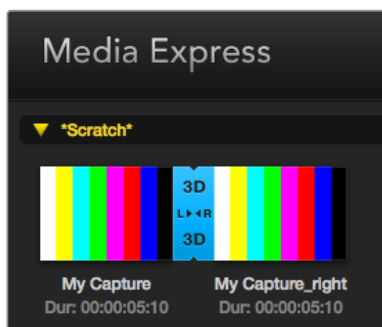 Media Express
*Scratch*
3D
L R
3D
My Capture My Capture_right
Dur: 00:00:05:10 Dur: 00:00:05:10